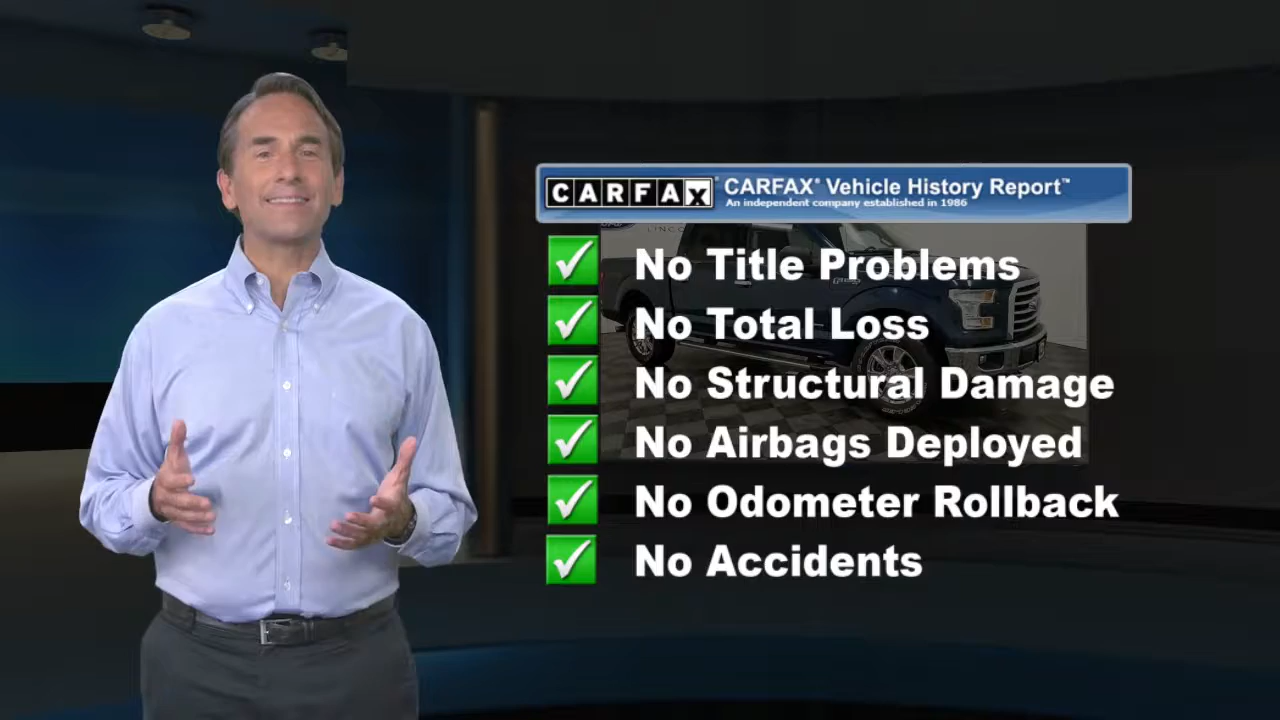 CARFAX® CARFAX® Vehicle History Report™
An independent company established in 1986
LINCO
No Title Problems
No Total Loss
No Structural Damage
No Airbags Deployed
No Odometer Rollback
No Accidents